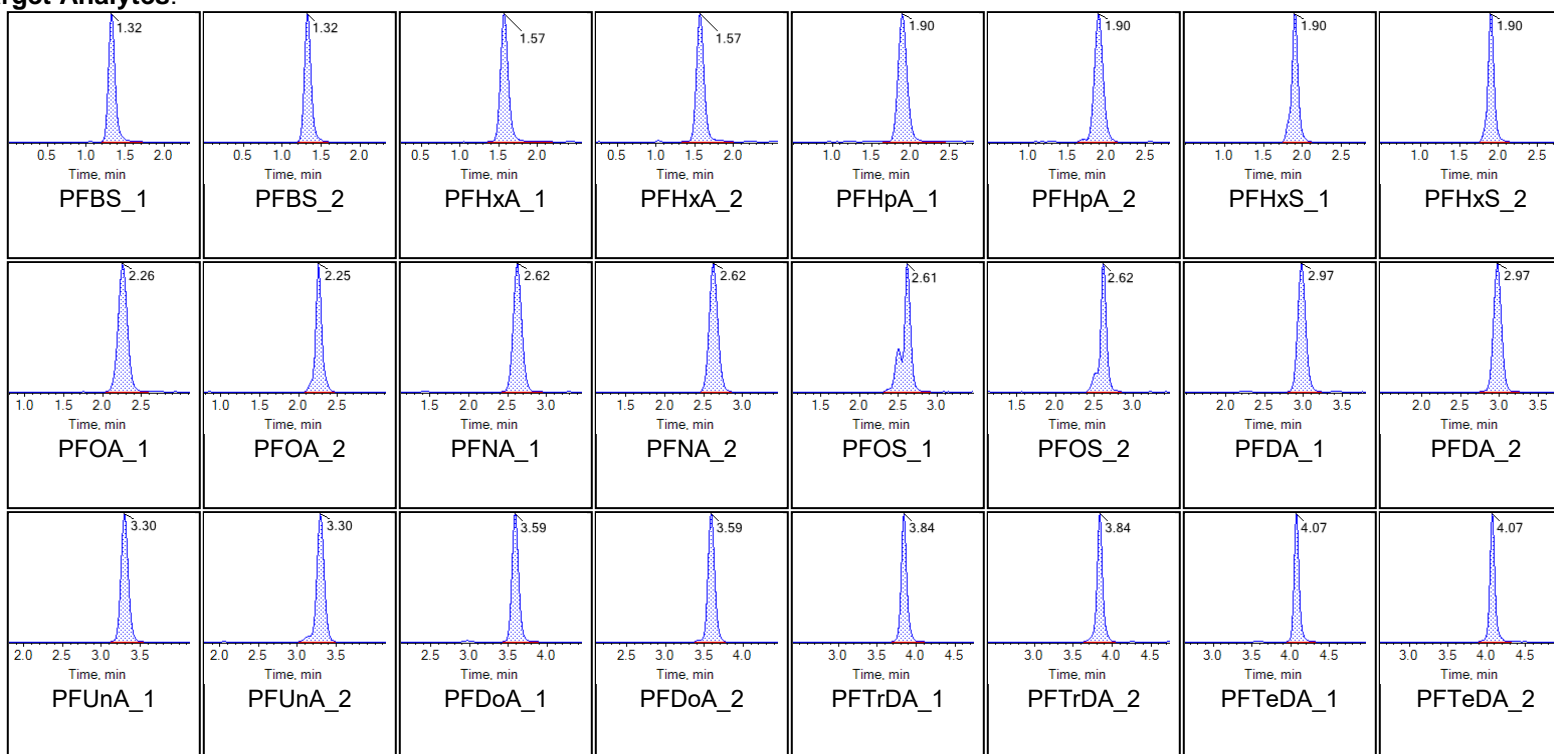 rget Analytes:
1.32 1.32 1.57 1.57 1.90 1.90 1.90 1.90
0.5 1.0 1.5 2.0 0.5 1.0 1.5 2.0 0.5 1.0 1.5 2.0 0.5 1.0 1.5 2.0 1.0 1.5 2.0 2.5 1.0 1.5 2.0 2.5 1.0 1.5 2.0 2.5 1.0 1.5 2.0 2.5
Time, min Time, min Time, min Time, min Time, min Time, min Time, min Time, min
PFBS_1 PFBS_2 PFHxA_1 PFHxA_2 PFHpA_1 PFHpA_2 PFHxS_1 PFHxS_2
2.26 2.25 2.62 2.62 2.61 2.62 2.97 2.97
1.0 1.5 2.0 2.5 1.0 1.5 2.0 2.5 1.5 2.0 2.5 3.0 1.5 2.0 2.5 3.0 1.5 2.0 2.5 3.0 1.5 2.0 2.5 3.0 2.0 2.5 3.0 3.5 2.0 2.5 3.0 3.5
Time, min Time, min Time, min Time, min Time, min Time, min Time, min Time, min
PFOA_1 PFOA_2 PFNA_1 PFNA_2 PFOS_1 PFOS_2 PFDA_1 PFDA_2
3.30 3.30 3.59 3.59 3.84 3.84 4.07 4.07
2.0 2.5 3.0 3.5 2.0 2.5 3.0 3.5 2.5 3.0 3.5 4.0 2.5 3.0 3.5 4.0 3.0 3.5 4.0 4.5 3.0 3.5 4.0 4.5 3.0 3.5 4.0 4.5 3.0 3.5 4.0 4.5
Time, min Time, min Time, min Time, min Time, min Time, min Time, min Time, min
PFUnA_1 PFUnA_2 PFDoA_1 PFDoA_2 PFTrDA_1 PFTrDA_2 PFTeDA_1 PFTeDA_2